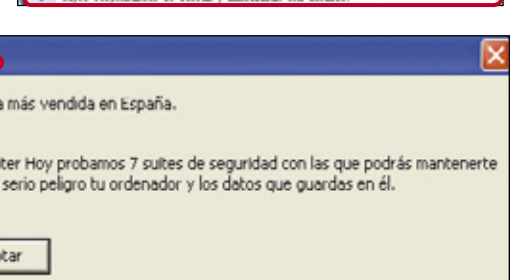 a más vendida en España.
ter Hoy probamos 7 suites de seguridad con las que podrás mantenerte
serio peligro tu ordenador y los datos que guardas en él.
tar